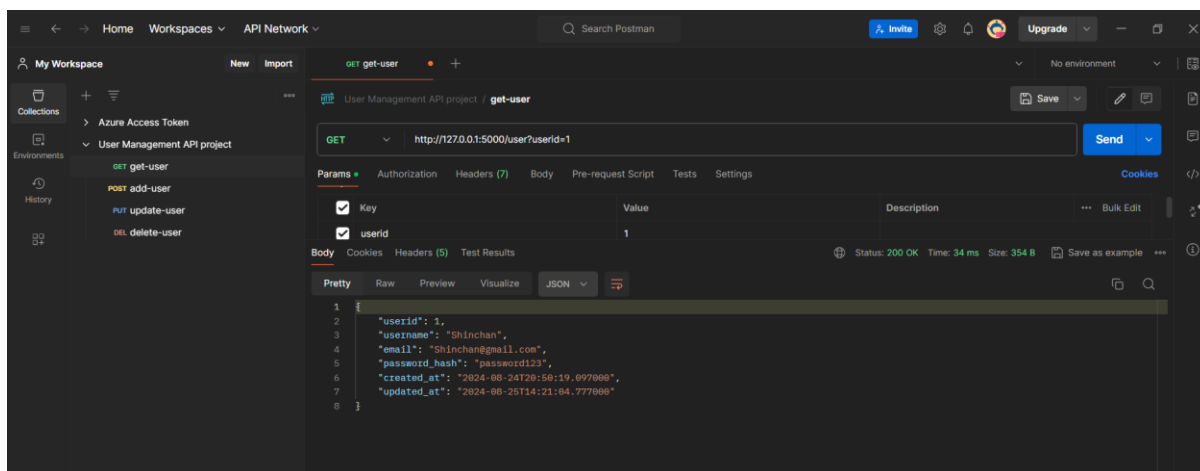 Home Workspaces API Network Search Postman Invite Upgrade
My Workspace New Import GET get-user No environment
Collections
Environments
History
Azure Access Token
User Management API project
GET get-user
POST add-user
PUT update-user
DEL delete-user
HTTP User Management API project / get-user Save
GET http://127.0.0.1:5000/user?userid=1 Send
Params Authorization Headers (7) Body Pre-request Script Tests Settings Cookies
Key Value Description Bulk Edit
userid 1
Body Cookies Headers (5) Test Results Status: 200 OK Time: 34 ms Size: 354 B Save as example
Pretty Raw Preview Visualize JSON
1 {
2 "userid": 1,
3 "username": "Shinchan",
4 "email": "Shinchan@gmail.com",
5 "password_hash": "password123",
6 "created_at": "2024-08-24T20:50:19.097000",
7 "updated_at": "2024-08-25T14:21:04.777000"
8 }